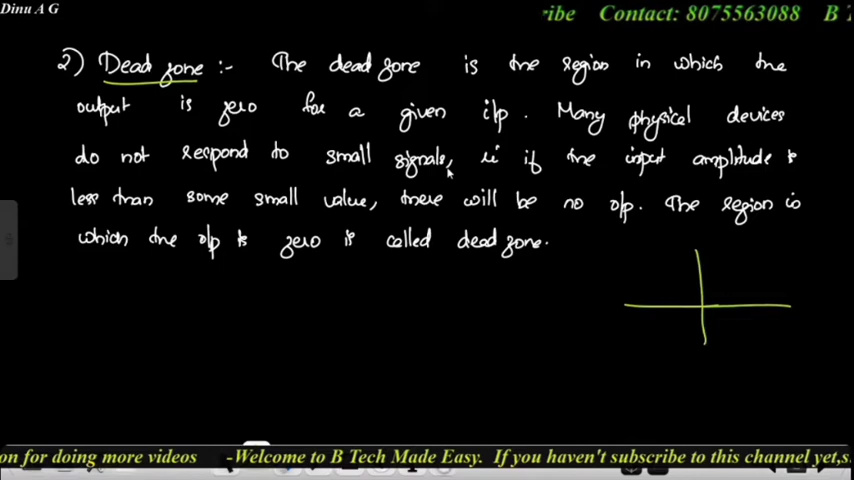 Dinu A G
ribe Contact: 8075563088 B T
2) Dead zone :- The dead zone is the region in which the
output is zero for a given i/p. Many physical devices
do not respond to small signals, ie if the input amplitude is
less than some small value, there will be no o/p. The region in
which the o/p is zero is called dead zone.
on for doing more videos -Welcome to B Tech Made Easy. If you haven't subscribe to this channel yet,s